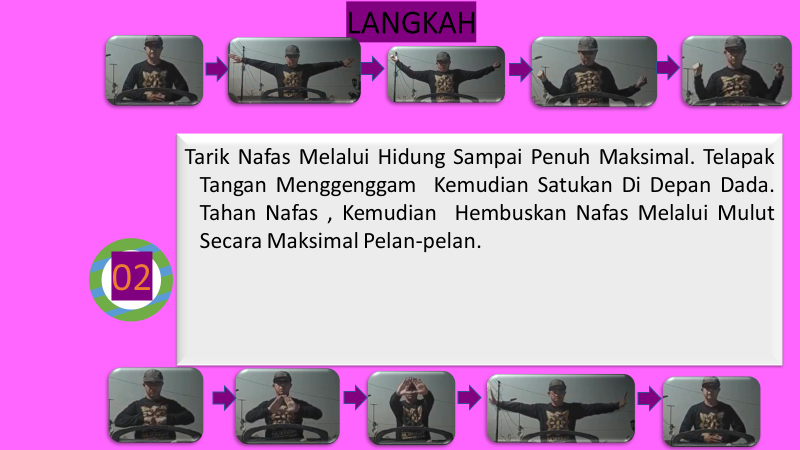 LANGKAH
Tarik Nafas Melalui Hidung Sampai Penuh Maksimal. Telapak
Tangan Menggenggam Kemudian Satukan Di Depan Dada.
Tahan Nafas , Kemudian Hembuskan Nafas Melalui Mulut
Secara Maksimal Pelan-pelan.
02